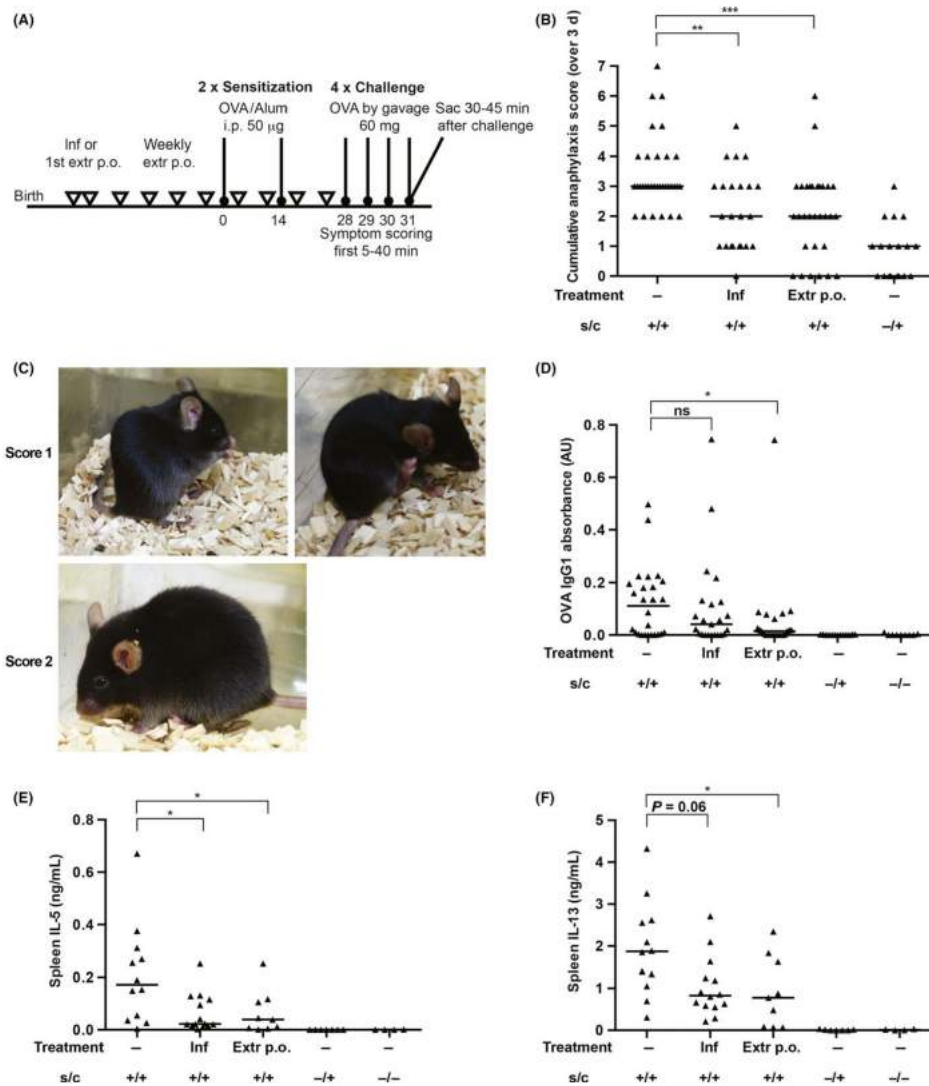 (A)
2 x Sensitization
4 x Challenge
OVA/Alum
i.p. 50 µg
OVA by gavage
60 mg
Sac 30-45 min
after challenge
Inf or
1st extr p.o.
Weekly
extr p.o.
Birth
0 14 28 29 30 31
Symptom scoring
first 5-40 min
(B)
Cumulative anaphylaxis score (over 3 d)
***
**
7
6
5
4
3
2
1
0
Treatment – Inf Extr p.o. –
s/c +/+ +/+ +/+ –/+
(C)
Score 1
Score 2
(D)
OVA IgG1 absorbance (AU)
*
ns
0.8
0.6
0.4
0.2
0.0
Treatment – Inf Extr p.o. – –
s/c +/+ +/+ +/+ –/+ –/–
(E)
Spleen IL-5 (ng/mL)
*
*
0.8
0.6
0.4
0.2
0.0
Treatment – Inf Extr p.o. – –
s/c +/+ +/+ +/+ –/+ –/–
(F)
Spleen IL-13 (ng/mL)
*
P = 0.06
5
4
3
2
1
0
Treatment – Inf Extr p.o. – –
s/c +/+ +/+ +/+ –/+ –/–